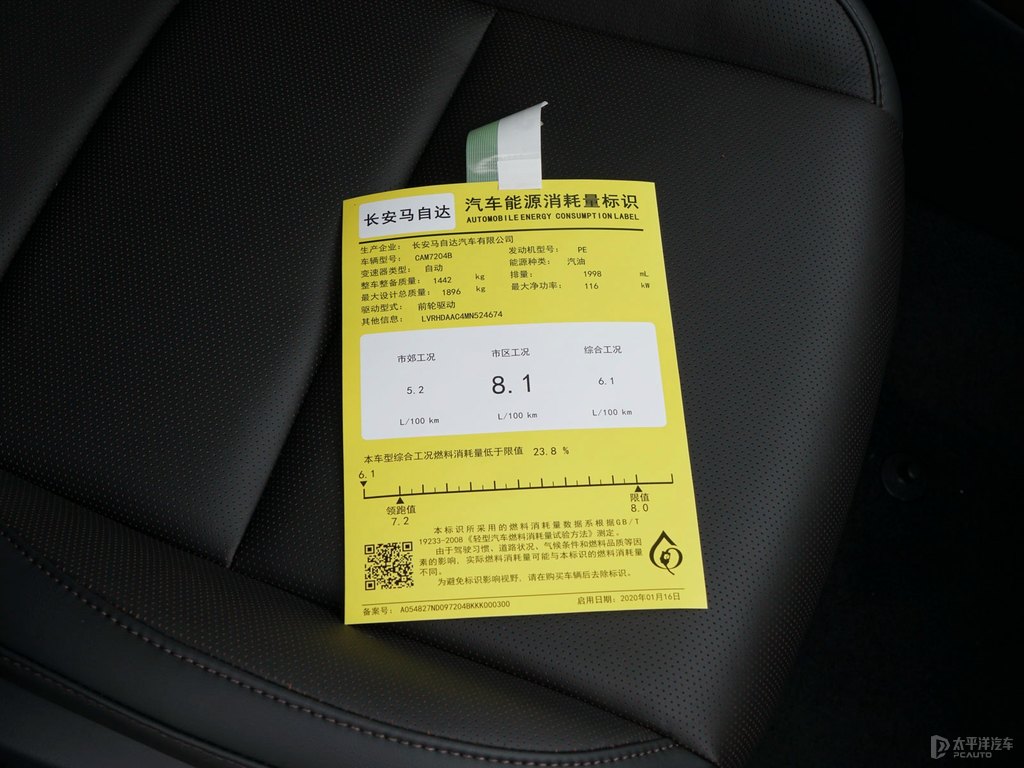 长安马自达
汽车能源消耗量标识
AUTOMOBILE ENERGY CONSUMPTION LABEL
生产企业： 长安马自达汽车有限公司
车辆型号： CAM7204B 发动机型号： PE
变速器类型： 自动 能源种类： 汽油
整车整备质量： 1442 kg 排量： 1998 mL
最大设计总质量： 1896 kg 最大净功率： 116 kW
驱动型式： 前轮驱动
其他信息： LVRHDAAC4MN524674
市郊工况 市区工况 综合工况
5.2 8.1 6.1
L/100 km L/100 km L/100 km
本车型综合工况燃料消耗量低于限值 23.8 %
6.1
领跑值 限值
7.2 8.0
本标识所采用的燃料消耗量数据系根据GB/T
19233-2008《轻型汽车燃料消耗量试验方法》测定。
由于驾驶习惯、道路状况、气候条件和燃料品质等因
素的影响，实际燃料消耗量可能与本标识的燃料消耗量
不同。
为避免标识影响视野，请在购买车辆后去除标识。
备案号： A054827ND097204BKKK000300 启用日期：2020年01月16日
太平洋汽车
PCAUTO